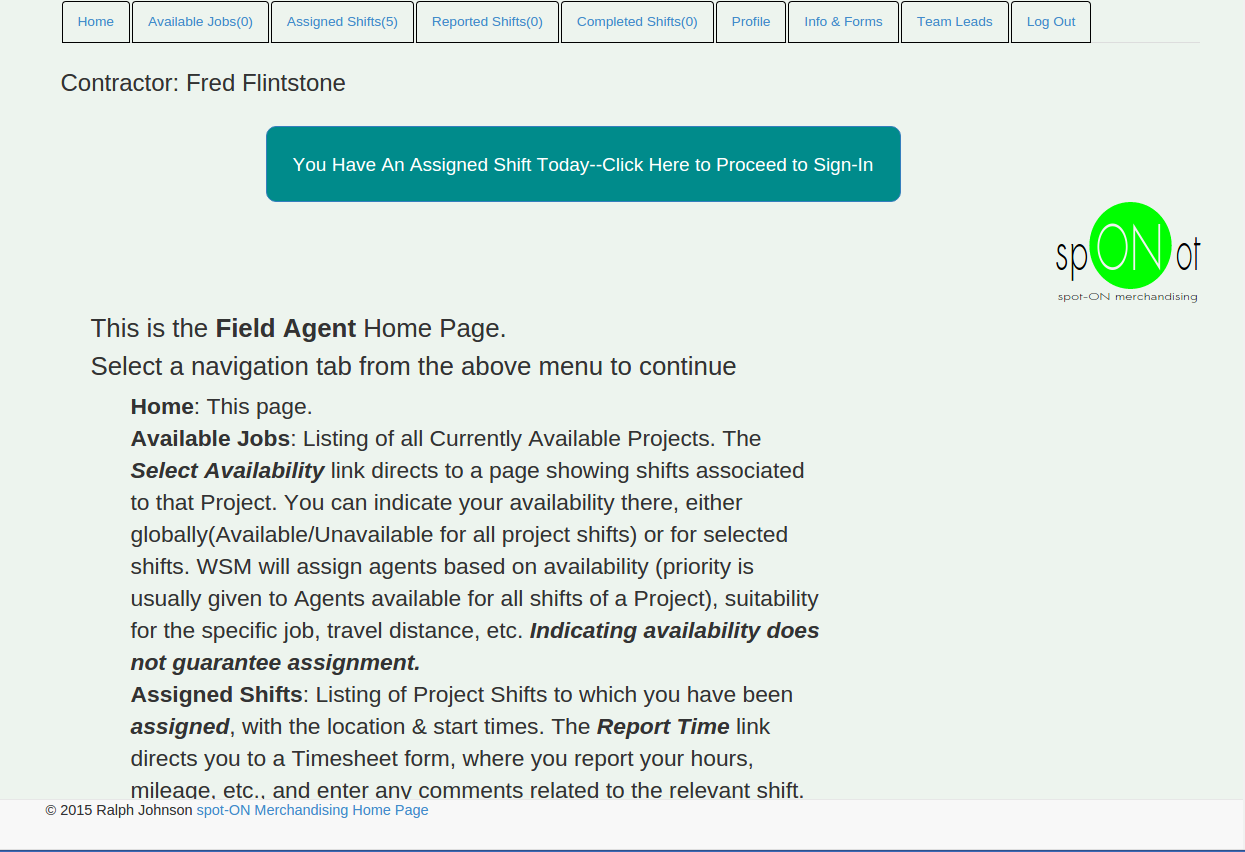 Home Available Jobs(0) Assigned Shifts(5) Reported Shifts(0) Completed Shifts(0) Profile Info & Forms Team Leads Log Out
Contractor: Fred Flintstone
You Have An Assigned Shift Today--Click Here to Proceed to Sign-In
spONot
spot-ON merchandising
This is the Field Agent Home Page.
Select a navigation tab from the above menu to continue
Home: This page.
Available Jobs: Listing of all Currently Available Projects. The
Select Availability link directs to a page showing shifts associated
to that Project. You can indicate your availability there, either
globally(Available/Unavailable for all project shifts) or for selected
shifts. WSM will assign agents based on availability (priority is
usually given to Agents available for all shifts of a Project), suitability
for the specific job, travel distance, etc. Indicating availability does
not guarantee assignment.
Assigned Shifts: Listing of Project Shifts to which you have been
assigned, with the location & start times. The Report Time link
directs you to a Timesheet form, where you report your hours,
mileage, etc., and enter any comments related to the relevant shift.
© 2015 Ralph Johnson spot-ON Merchandising Home Page